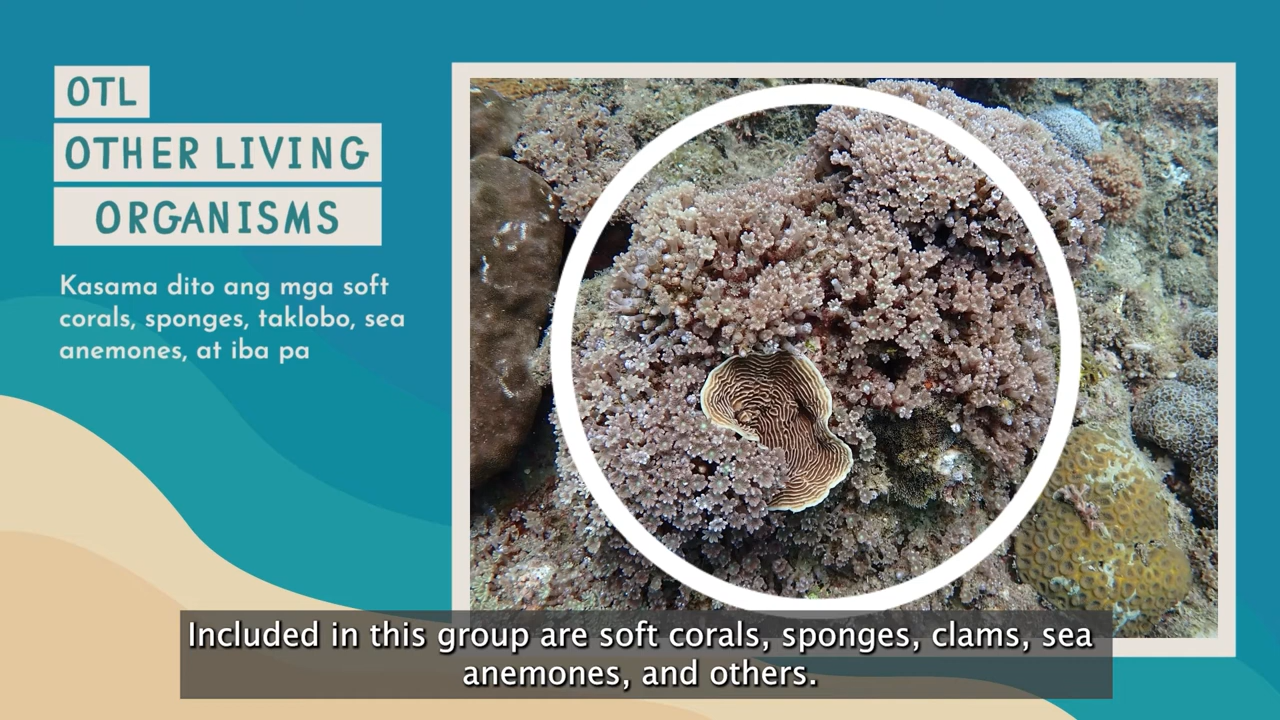 OTL
OTHER LIVING
ORGANISMS
Kasama dito ang mga soft
corals, sponges, taklobo, sea
anemones, at iba pa
Included in this group are soft corals, sponges, clams, sea
anemones, and others.